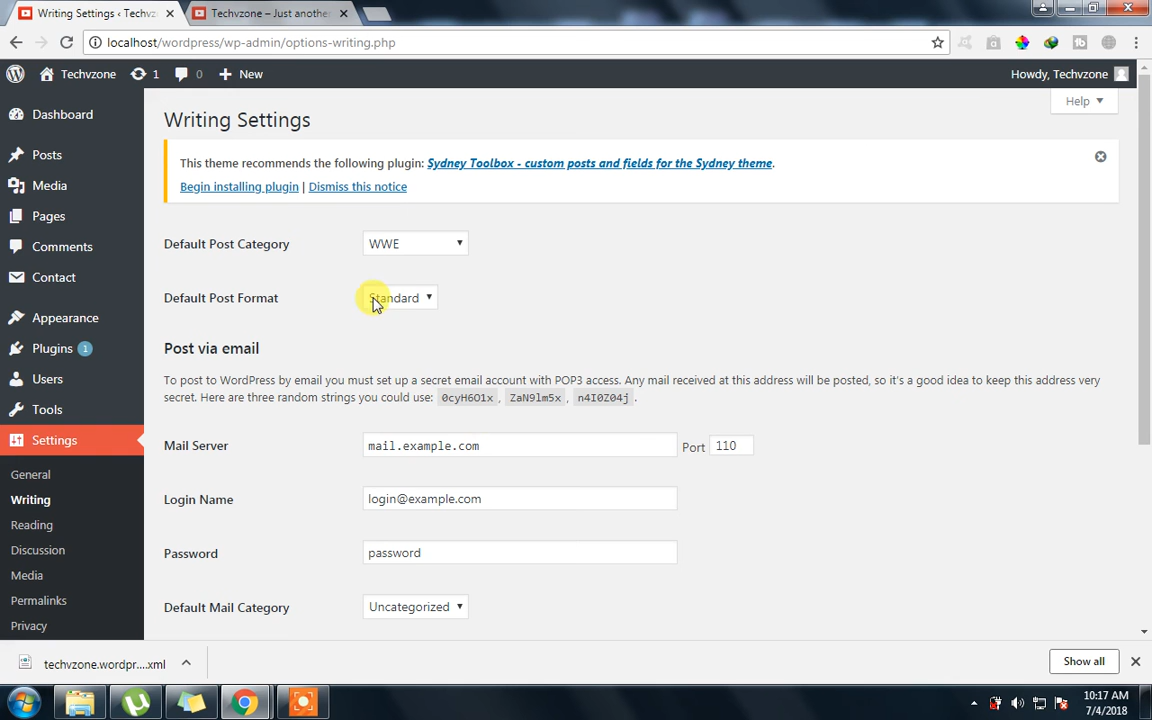 Writing Settings ‹ Techvz
Techvzone – Just anothe
localhost/wordpress/wp-admin/options-writing.php
Techvzone 1 0 New
Howdy, Techvzone
Help
Dashboard
Posts
Media
Pages
Comments
Contact
Appearance
Plugins 1
Users
Tools
Settings
General
Writing
Reading
Discussion
Media
Permalinks
Privacy
Writing Settings
This theme recommends the following plugin: Sydney Toolbox - custom posts and fields for the Sydney theme.
Begin installing plugin | Dismiss this notice
Default Post Category WWE
Default Post Format Standard
Post via email
To post to WordPress by email you must set up a secret email account with POP3 access. Any mail received at this address will be posted, so it's a good idea to keep this address very
secret. Here are three random strings you could use: 0cyH6O1x , ZaN9lm5x , n4I0Z04j .
Mail Server mail.example.com Port 110
Login Name login@example.com
Password password
Default Mail Category Uncategorized
techvzone.wordpr....xml
Show all
10:17 AM
7/4/2018